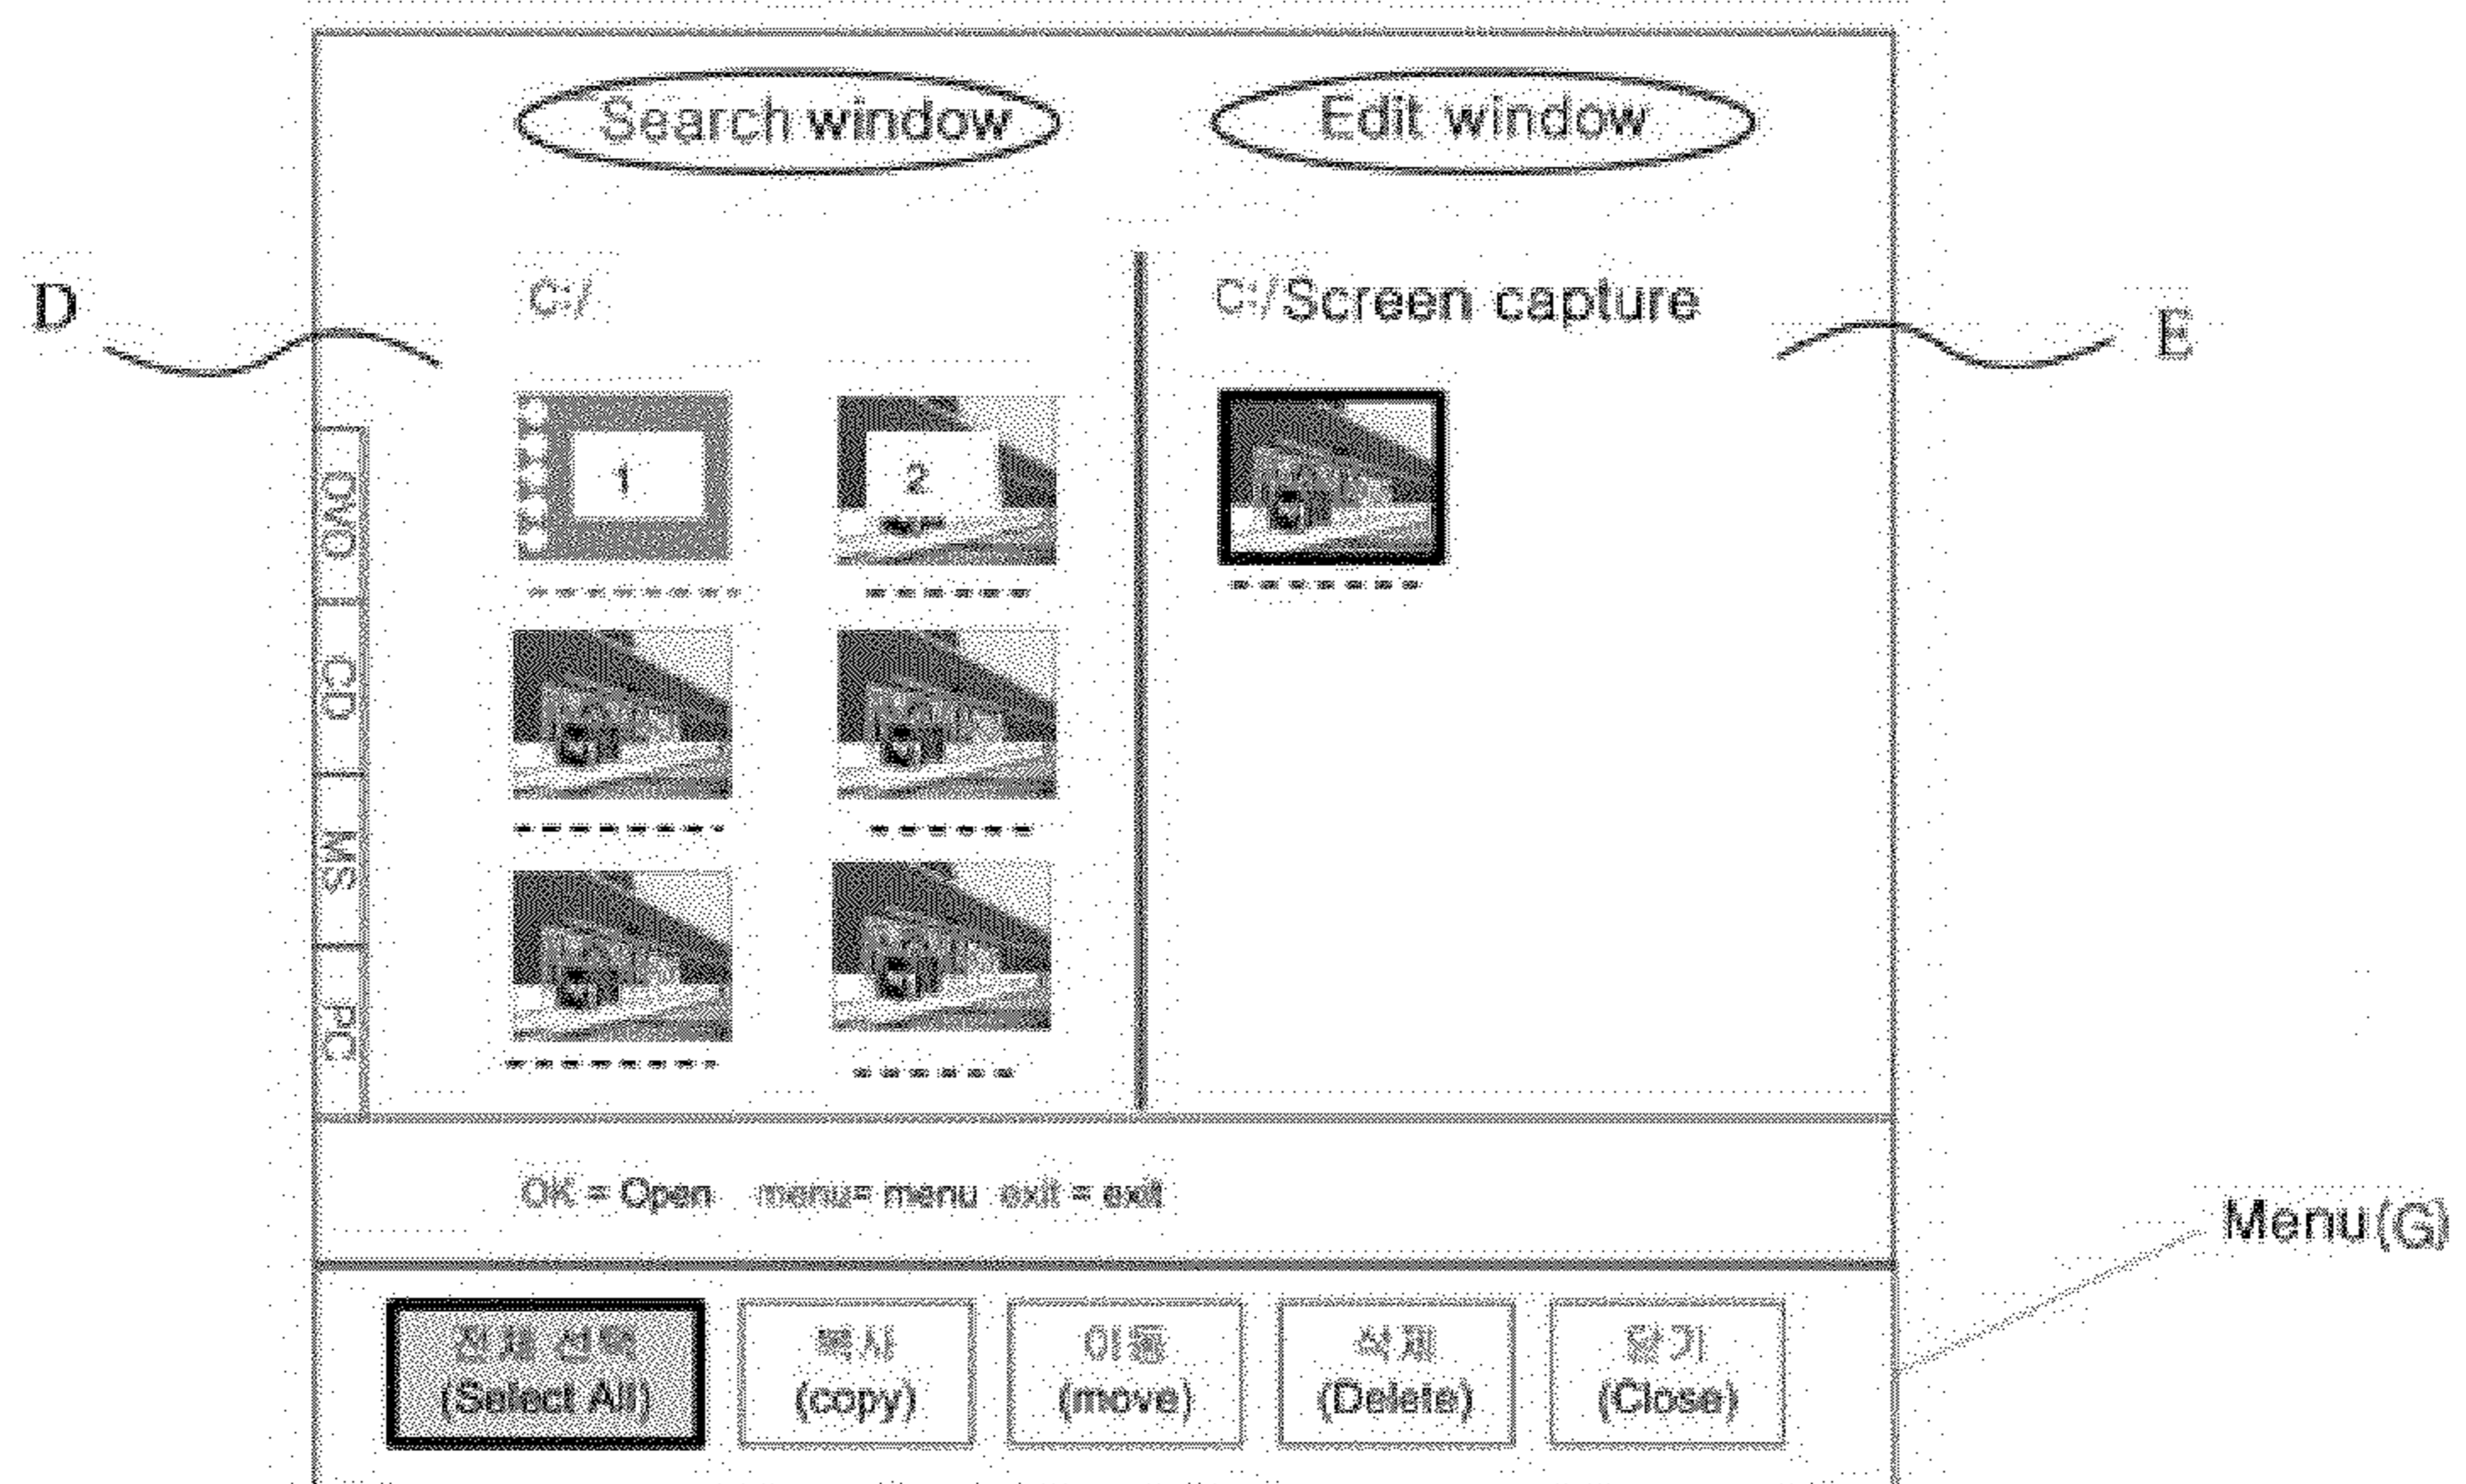 Search window
Edit window
D
C:/
C:/Screen capture
E
1
2
DVD
CD
MS
PC
OK = Open menu= menu exit = exit
Menu(G)
전체 선택
(Select All)
복사
(copy)
이동
(move)
삭제
(Delete)
닫기
(Close)